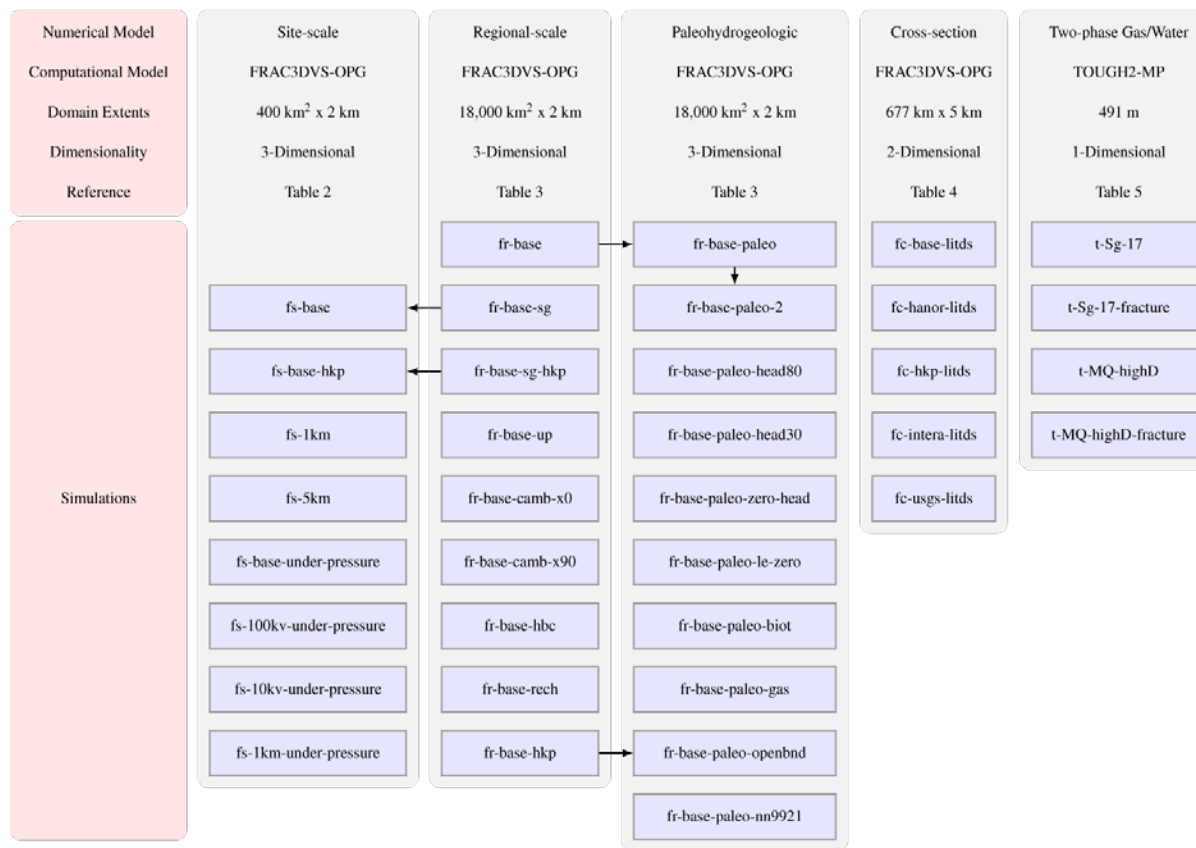 Numerical Model
Site-scale
Regional-scale
Paleohydrogeologic
Cross-section
Two-phase Gas/Water
Computational Model
FRAC3DVS-OPG
FRAC3DVS-OPG
FRAC3DVS-OPG
FRAC3DVS-OPG
TOUGH2-MP
Domain Extents
400 km² x 2 km
18,000 km² x 2 km
18,000 km² x 2 km
677 km x 5 km
491 m
Dimensionality
3-Dimensional
3-Dimensional
3-Dimensional
2-Dimensional
1-Dimensional
Reference
Table 2
Table 3
Table 3
Table 4
Table 5
fr-base
fr-base-paleo
fc-base-litds
t-Sg-17
fs-base
fr-base-sg
fr-base-paleo-2
fc-hanor-litds
t-Sg-17-fracture
fs-base-hkp
fr-base-sg-hkp
fr-base-paleo-head80
fc-hkp-litds
t-MQ-highD
fs-1km
fr-base-up
fr-base-paleo-head30
fc-intera-litds
t-MQ-highD-fracture
Simulations
fs-5km
fr-base-camb-x0
fr-base-paleo-zero-head
fc-usgs-litds
fs-base-under-pressure
fr-base-camb-x90
fr-base-paleo-le-zero
fs-100kv-under-pressure
fr-base-hbc
fr-base-paleo-biot
fs-10kv-under-pressure
fr-base-rech
fr-base-paleo-gas
fs-1km-under-pressure
fr-base-hkp
fr-base-paleo-openbnd
fr-base-paleo-nn9921